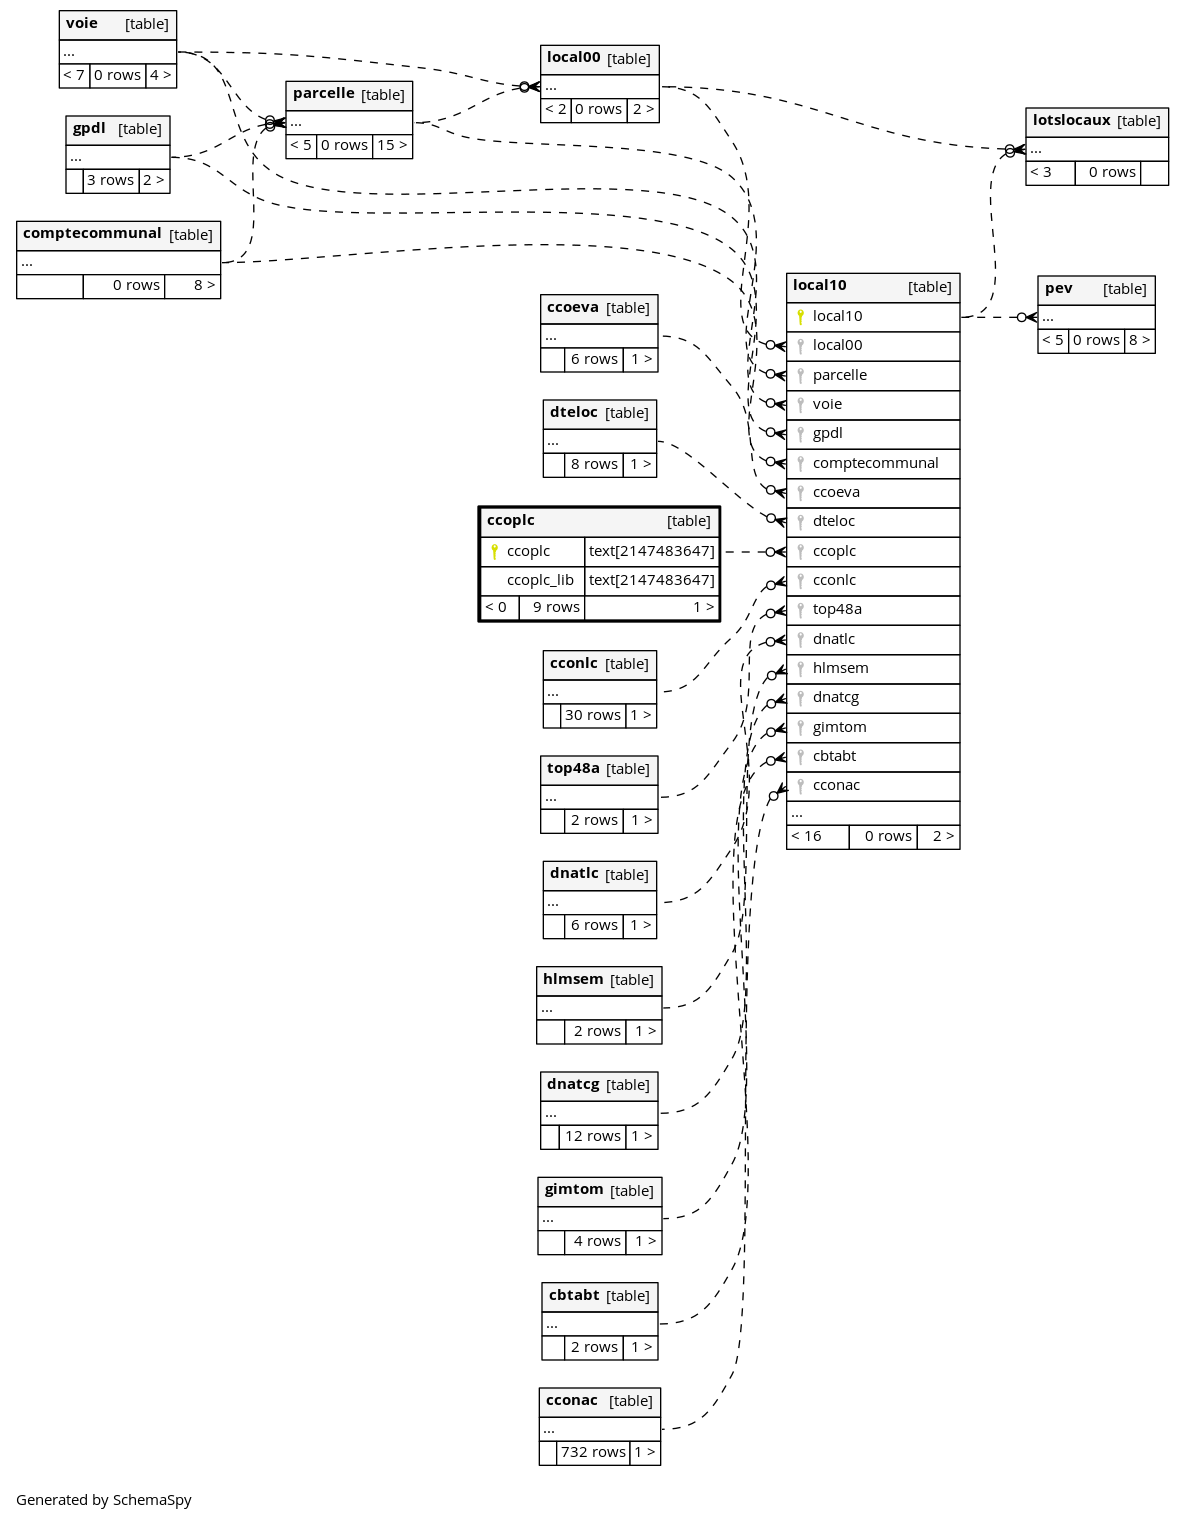 voie [table]
...
< 7 0 rows 4 >
gpdl [table]
...
3 rows 2 >
comptecommunal [table]
...
0 rows 8 >
parcelle [table]
...
< 5 0 rows 15 >
local00 [table]
...
< 2 0 rows 2 >
lotslocaux [table]
...
< 3 0 rows
pev [table]
...
< 5 0 rows 8 >
local10 [table]
local10
local00
parcelle
voie
gpdl
comptecommunal
ccoeva
dteloc
ccoplc
cconlc
top48a
dnatlc
hlmsem
dnatcg
gimtom
cbtabt
cconac
...
< 16 0 rows 2 >
ccoeva [table]
...
6 rows 1 >
dteloc [table]
...
8 rows 1 >
ccoplc [table]
ccoplc text[2147483647]
ccoplc_lib text[2147483647]
< 0 9 rows 1 >
cconlc [table]
...
30 rows 1 >
top48a [table]
...
2 rows 1 >
dnatlc [table]
...
6 rows 1 >
hlmsem [table]
...
2 rows 1 >
dnatcg [table]
...
12 rows 1 >
gimtom [table]
...
4 rows 1 >
cbtabt [table]
...
2 rows 1 >
cconac [table]
...
732 rows 1 >
Generated by SchemaSpy